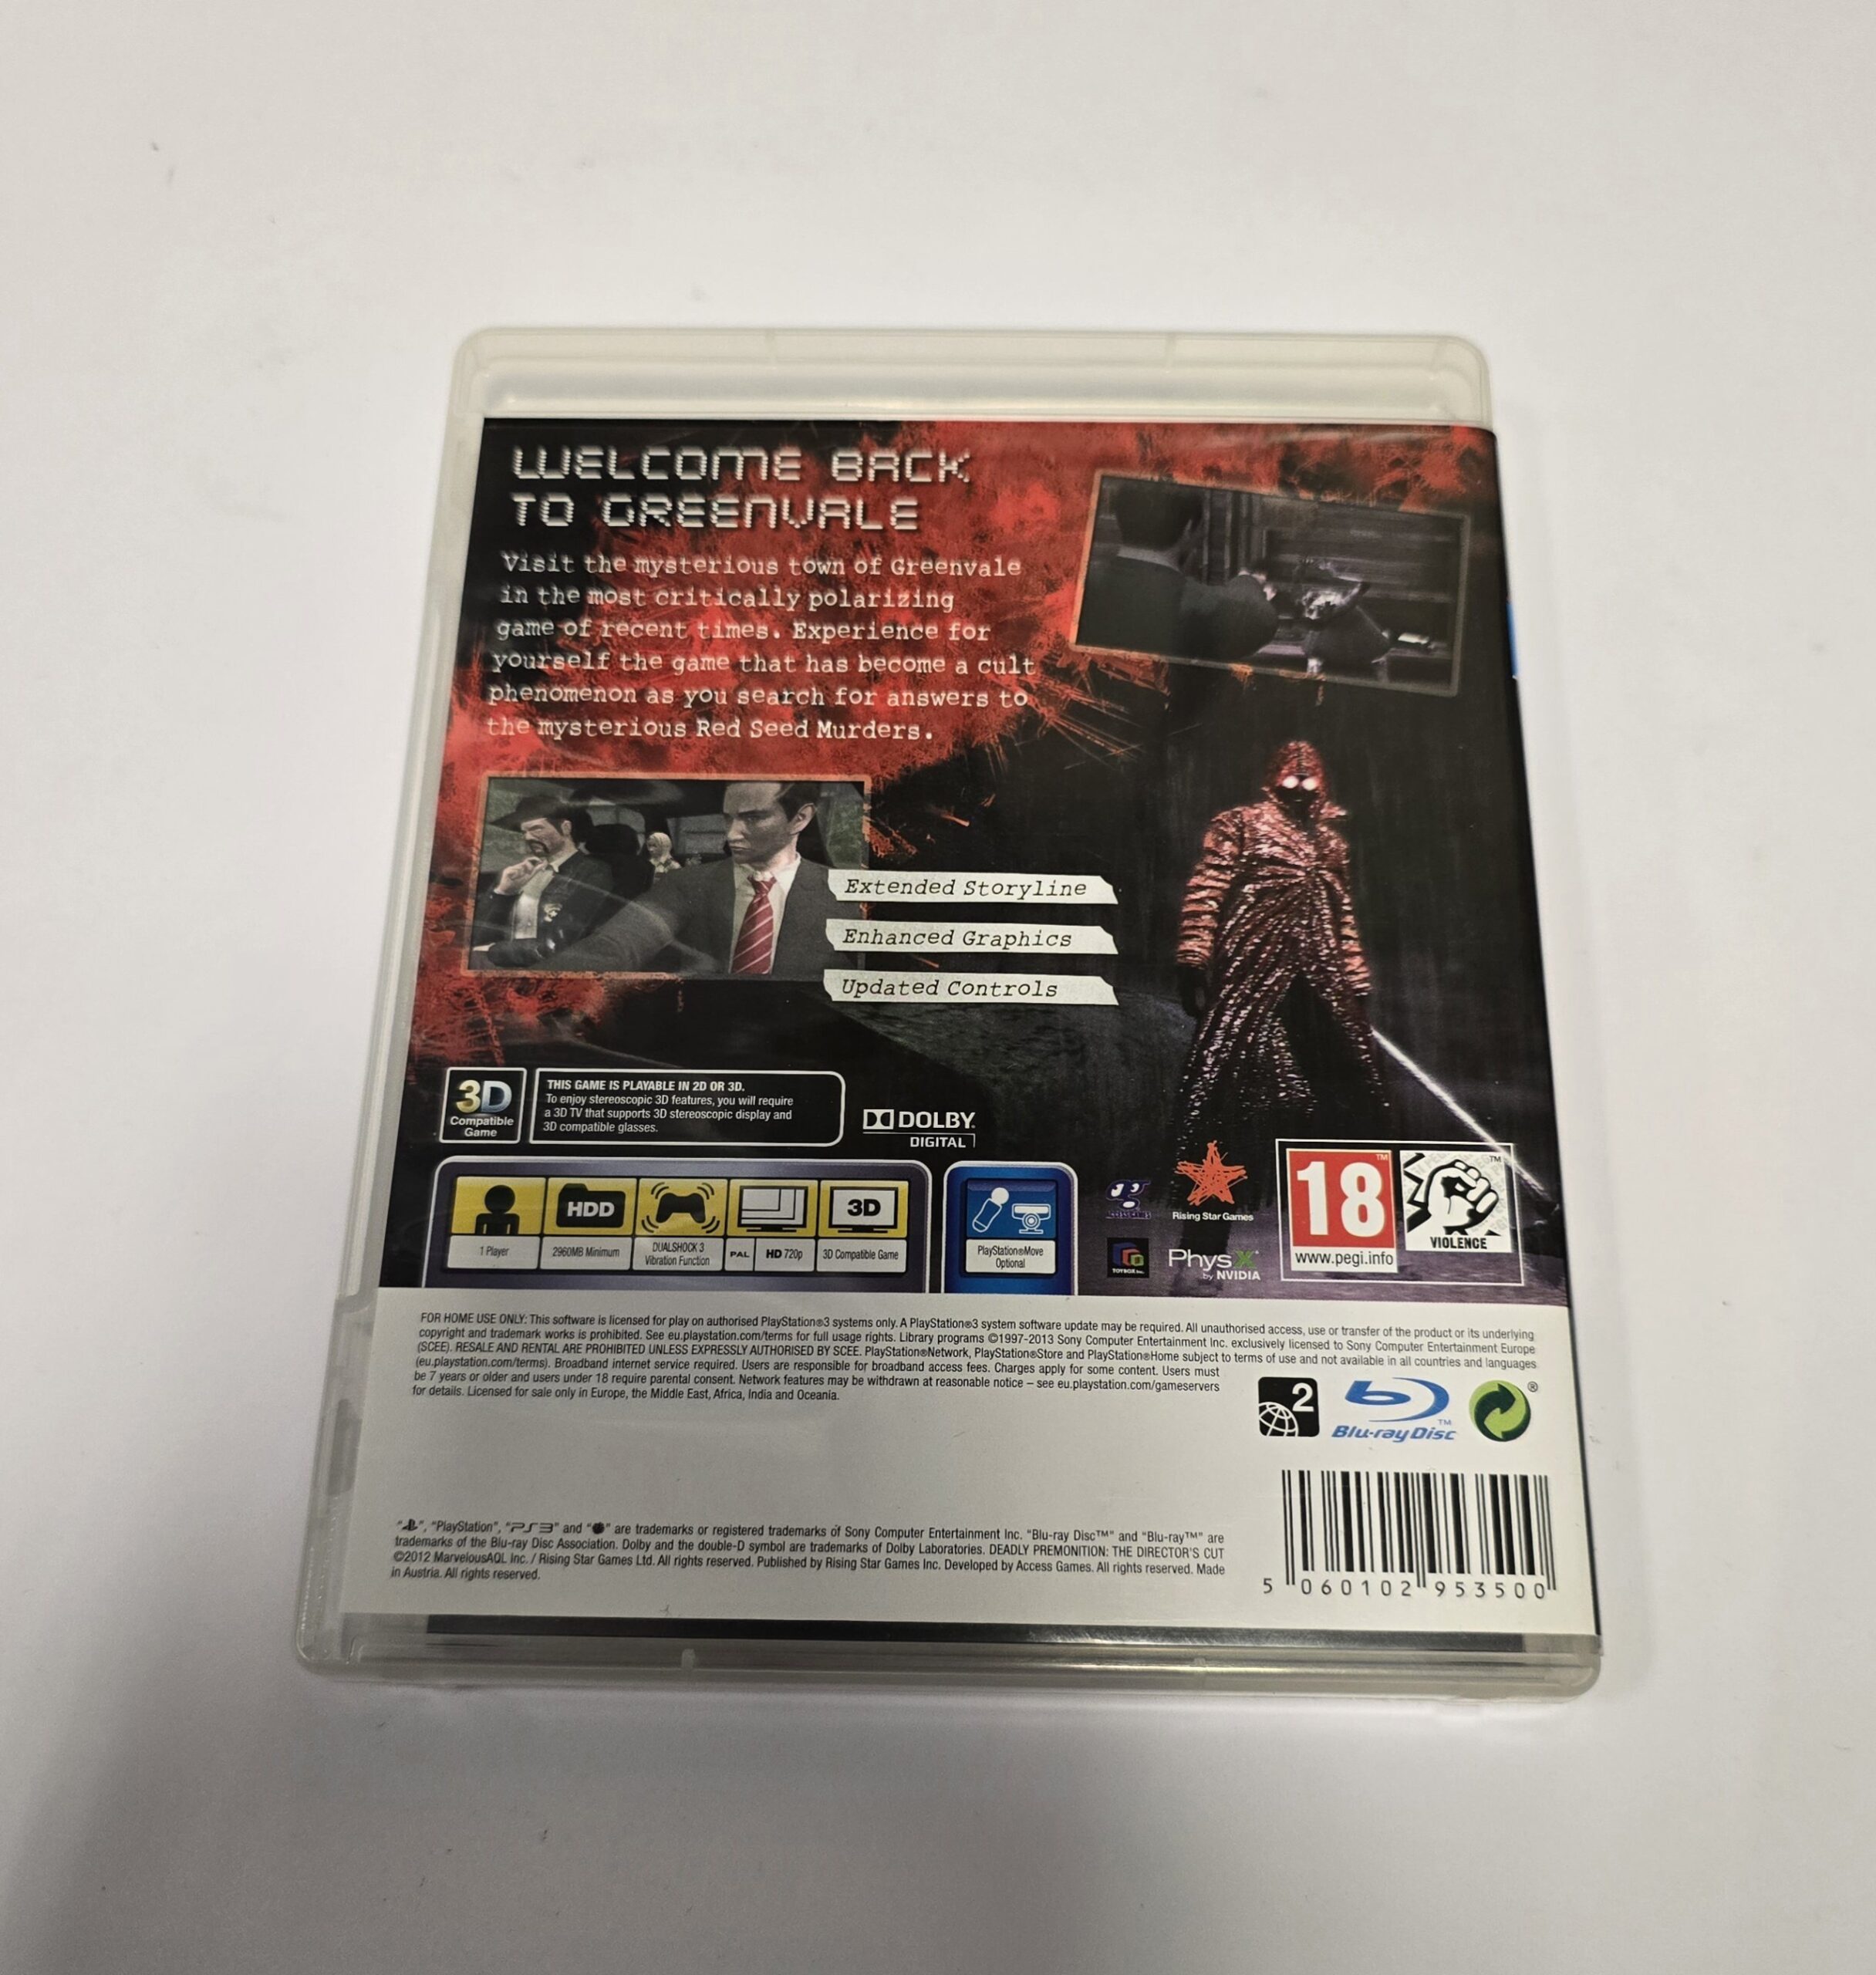 WELCOME BACK
TO GREENVALE
Visit the mysterious town of Greenvale
in the most critically polarizing
game of recent times. Experience for
yourself the game that has become a cult
phenomenon as you search for answers to
the mysterious Red Seed Murders.
Extended Storyline
Enhanced Graphics
Updated Controls
3D
Compatible
Game
THIS GAME IS PLAYABLE IN 2D OR 3D.
To enjoy stereoscopic 3D features, you will require
a 3D TV that supports 3D stereoscopic display and
3D compatible glasses.
DOLBY
DIGITAL
HDD
3D
1 Player
2960MB Minimum
DUALSHOCK 3
Vibration Function
PAL
HD 720p
3D Compatible Game
PlayStation®Move
Optional
Rising Star Games
TOYBOX Inc.
PhysX
by NVIDIA
18™
www.pegi.info
™
VIOLENCE
FOR HOME USE ONLY: This software is licensed for play on authorised PlayStation®3 systems only. A PlayStation®3 system software update may be required. All unauthorised access, use or transfer of the product or its underlying
copyright and trademark works is prohibited. See eu.playstation.com/terms for full usage rights. Library programs ©1997-2013 Sony Computer Entertainment Inc. exclusively licensed to Sony Computer Entertainment Europe
(SCEE). RESALE AND RENTAL ARE PROHIBITED UNLESS EXPRESSLY AUTHORISED BY SCEE. PlayStation®Network, PlayStation®Store and PlayStation®Home subject to terms of use and not available in all countries and languages
(eu.playstation.com/terms). Broadband internet service required. Users are responsible for broadband access fees. Charges apply for some content. Users must
be 7 years or older and users under 18 require parental consent. Network features may be withdrawn at reasonable notice – see eu.playstation.com/gameservers
for details. Licensed for sale only in Europe, the Middle East, Africa, India and Oceania.
2
Blu-ray Disc™
®
"", "PlayStation", "PS3" and "" are trademarks or registered trademarks of Sony Computer Entertainment Inc. "Blu-ray Disc™" and "Blu-ray™" are
trademarks of the Blu-ray Disc Association. Dolby and the double-D symbol are trademarks of Dolby Laboratories. DEADLY PREMONITION: THE DIRECTOR'S CUT
©2012 MarvelousAQL Inc. / Rising Star Games Ltd. All rights reserved. Published by Rising Star Games Inc. Developed by Access Games. All rights reserved. Made
in Austria. All rights reserved.
5 060102 953500